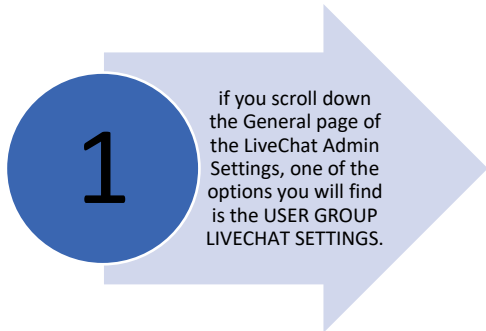 1
if you scroll down
the General page of
the LiveChat Admin
Settings, one of the
options you will find
is the USER GROUP
LIVECHAT SETTINGS.